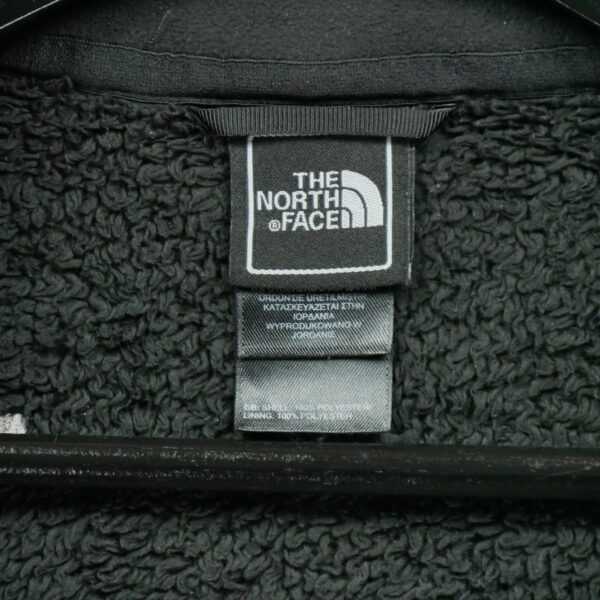 THE
NORTH
®FACE
ÜRDÜN'DE ÜRETİLMİŞTİR
ΚΑΤΑΣΚΕΥΑΖΕΤΑΙ ΣΤΗΝ
ΙΟΡΔΑΝΙΑ
WYPRODUKOWANO W
JORDANIE
GB: SHELL: 100% POLYESTER/
LINING: 100% POLYESTER